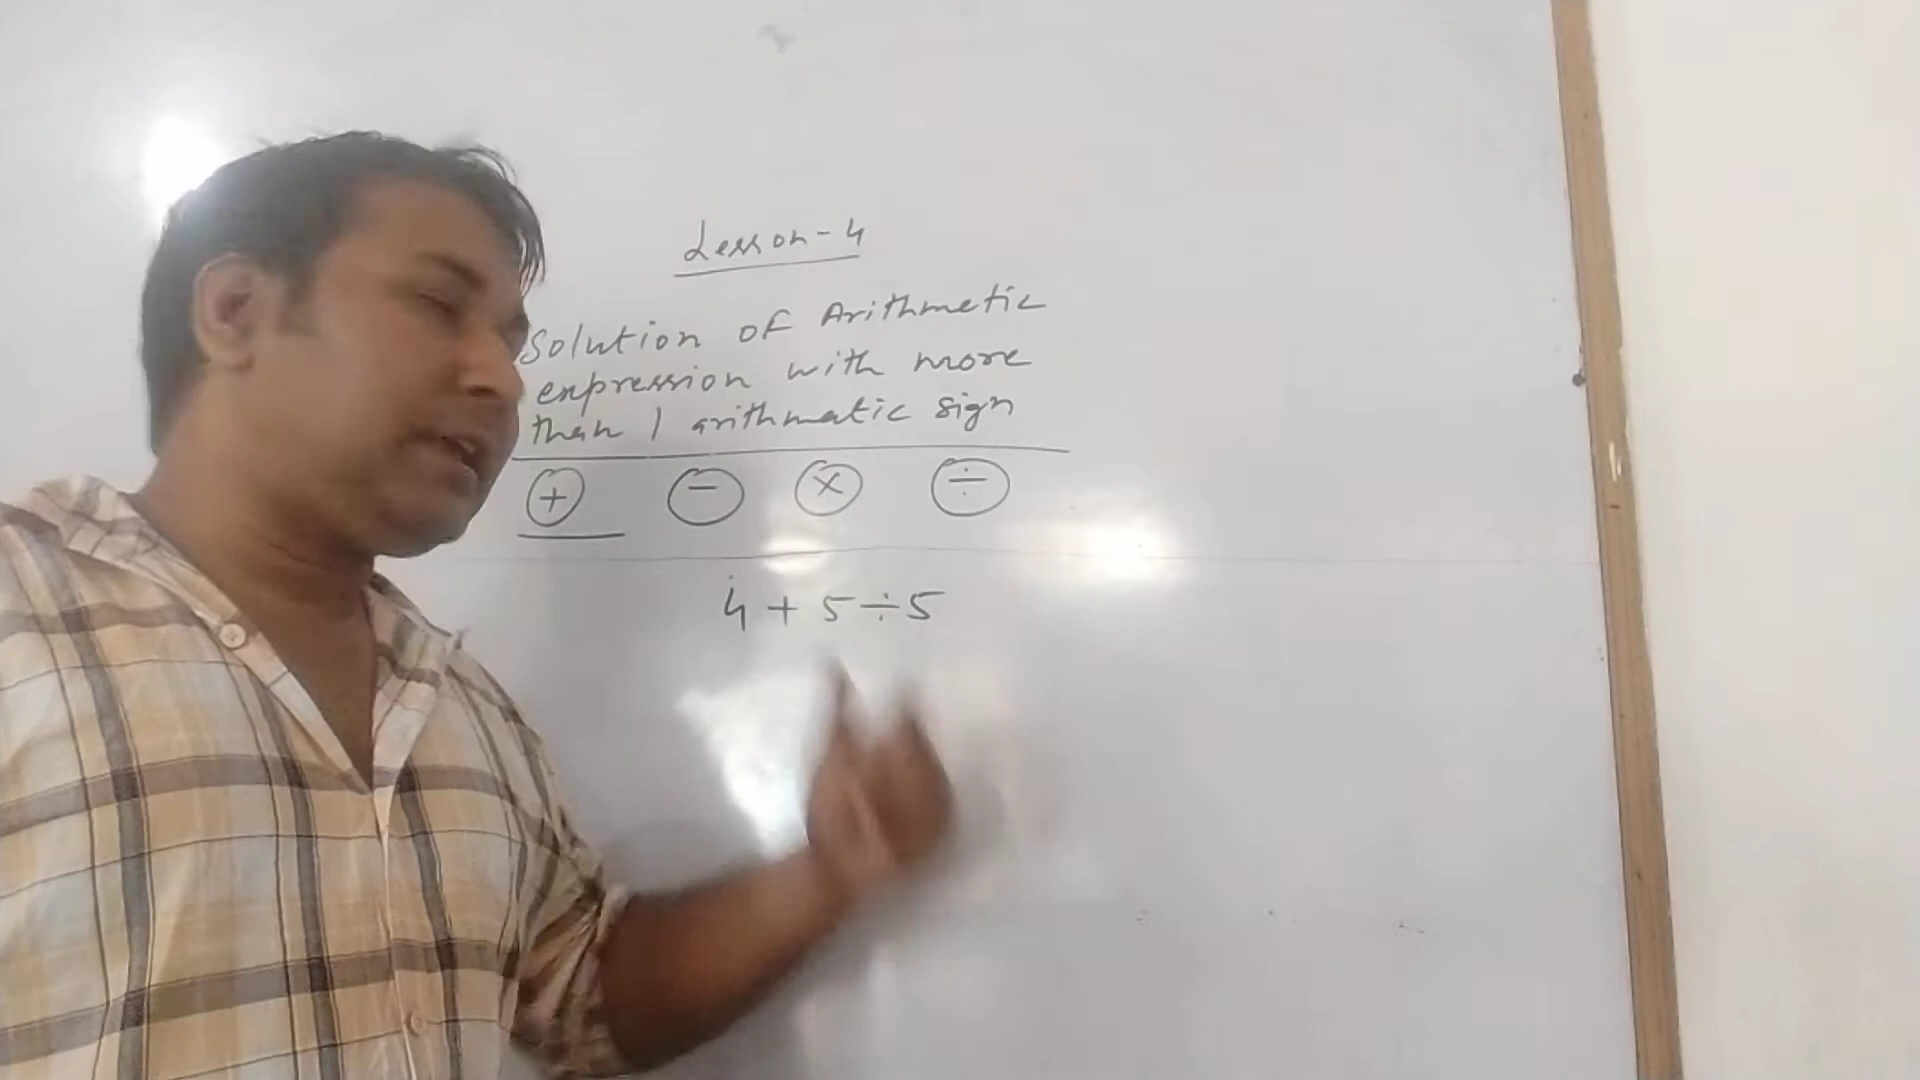 Lesson-4
Solution OF Arithmetic
expression with more
than 1 arithmatic sign
+ - × ÷
4 + 5 ÷ 5